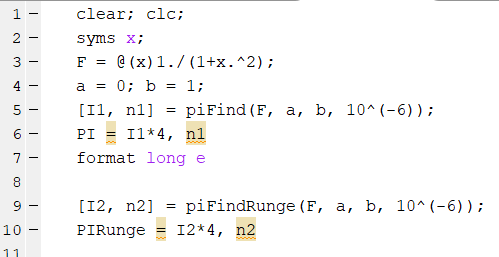 1 – clear; clc;
2 – syms x;
3 – F = @(x)1./(1+x.^2);
4 – a = 0; b = 1;
5 – [I1, n1] = piFind(F, a, b, 10^(-6));
6 – PI = I1*4, n1
7 – format long e
8
9 – [I2, n2] = piFindRunge(F, a, b, 10^(-6));
10 – PIRunge = I2*4, n2
11